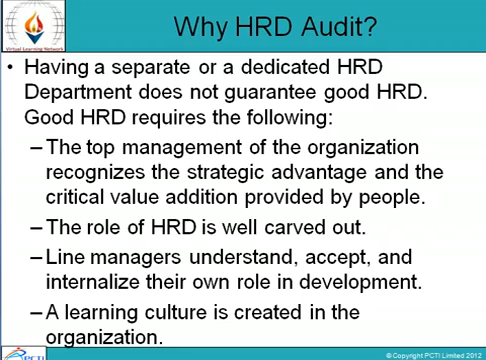 Virtual Learning Network
Why HRD Audit?
• Having a separate or a dedicated HRD
Department does not guarantee good HRD.
Good HRD requires the following:
– The top management of the organization
recognizes the strategic advantage and the
critical value addition provided by people.
– The role of HRD is well carved out.
– Line managers understand, accept, and
internalize their own role in development.
– A learning culture is created in the
organization.
PCTI
©Copyright PCTI Limited 2012